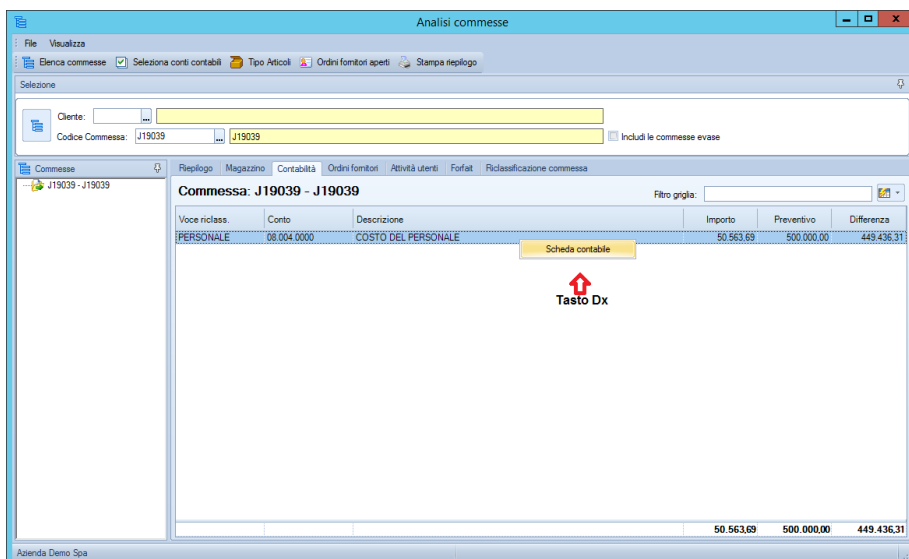 Analisi commesse
File Visualizza
Elenca commesse Seleziona conti contabili Tipo Articoli Ordini fornitori aperti Stampa riepilogo
Selezione
Cliente: ...
Codice Commessa: J19039 ... J19039 Includi le commesse evase
Commesse
J19039 - J19039
Riepilogo Magazzino Contabilità Ordini fornitori Attività utenti Forfait Riclassificazione commessa
Commessa: J19039 - J19039 Filtro griglia:
Voce riclass. Conto Descrizione Importo Preventivo Differenza
PERSONALE 08.004.0000 COSTO DEL PERSONALE 50.563,69 500.000,00 449.436,31
Scheda contabile
Tasto Dx
50.563,69 500.000,00 449.436,31
Azienda Demo Spa